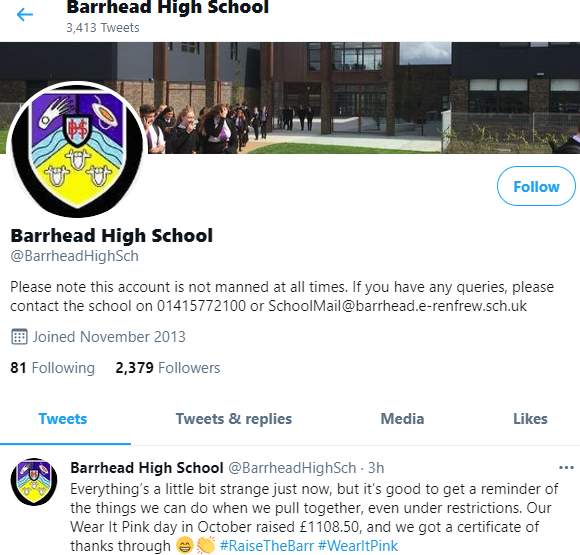 Barrhead High School
3,413 Tweets
Follow
Barrhead High School
@BarrheadHighSch
Please note this account is not manned at all times. If you have any queries, please
contact the school on 01415772100 or SchoolMail@barrhead.e-renfrew.sch.uk
Joined November 2013
81 Following 2,379 Followers
Tweets Tweets & replies Media Likes
Barrhead High School @BarrheadHighSch · 3h
Everything's a little bit strange just now, but it's good to get a reminder of
the things we can do when we pull together, even under restrictions. Our
Wear It Pink day in October raised £1108.50, and we got a certificate of
thanks through 😁👏 #RaiseTheBarr #WearItPink